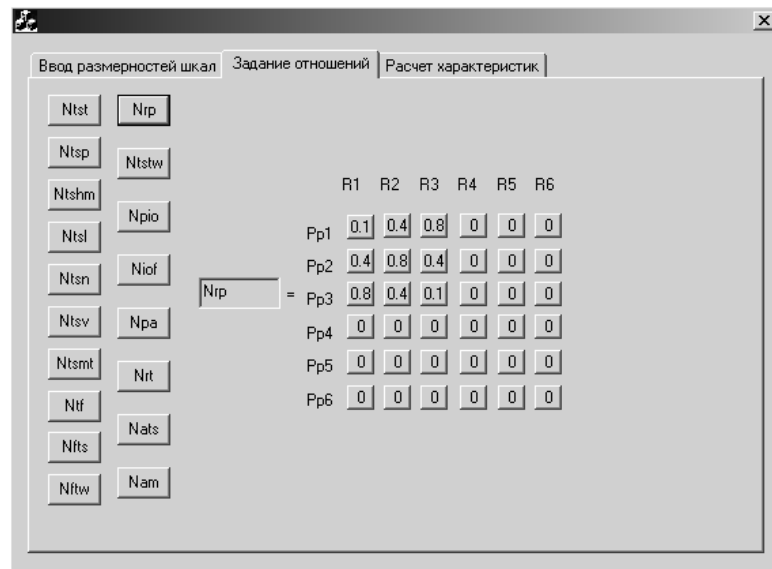 Ввод размерностей шкал Задание отношений Расчет характеристик
Ntst Nrp
Ntsp Ntstw
Ntshm Npio
Ntsl Niof
Ntsn Npa
Ntsv Nrt
Ntsmt Nats
Ntf Nam
Nfts
Nftw
Nrp =
R1 R2 R3 R4 R5 R6
Pp1 0.1 0.4 0.8 0 0 0
Pp2 0.4 0.8 0.4 0 0 0
Pp3 0.8 0.4 0.1 0 0 0
Pp4 0 0 0 0 0 0
Pp5 0 0 0 0 0 0
Pp6 0 0 0 0 0 0